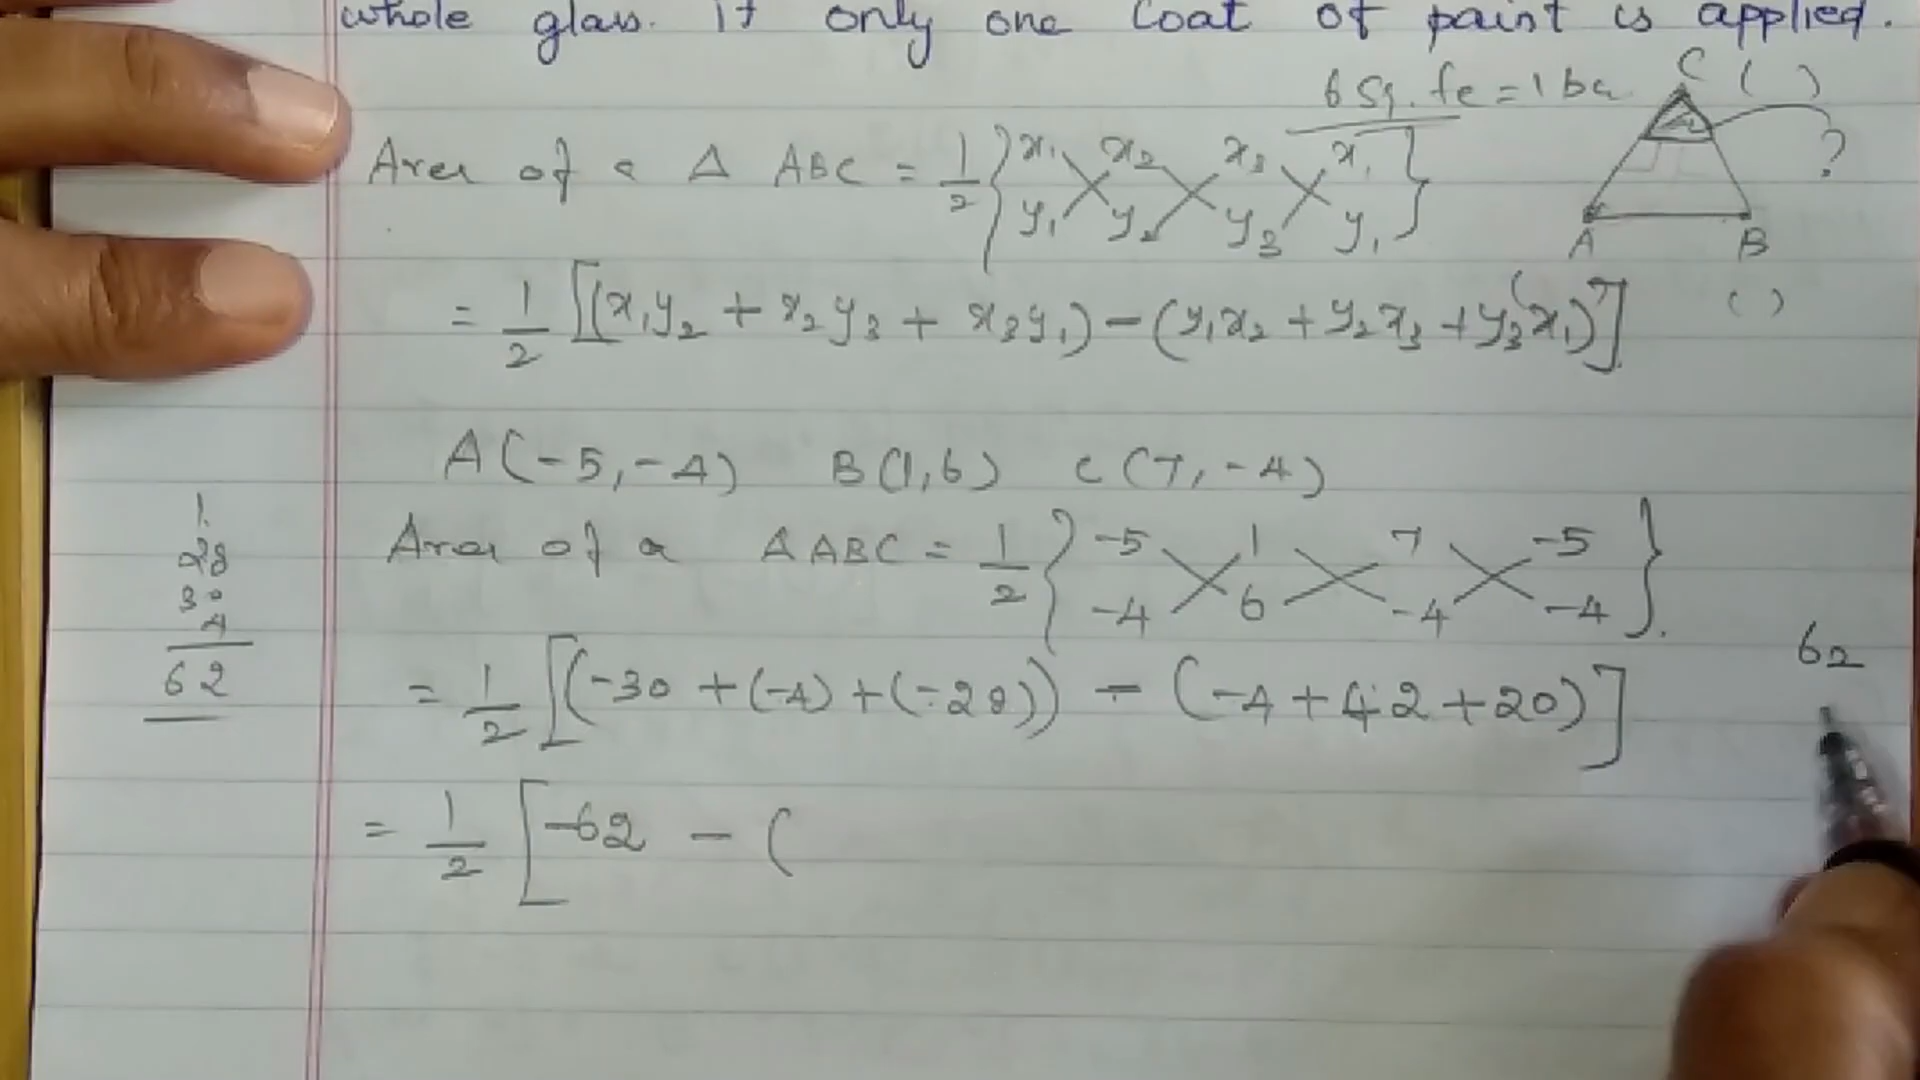 whole glass. if only one coat of paint is applied.
6 Sq. fe = 1 bu
C ( )
Area of a Δ ABC = 1/2 { x₁ x₂ x₃ x₁
y₁ y₂ y₃ y₁ }
?
A B
= 1/2 [(x₁y₂ + x₂y₃ + x₃y₁) - (y₁x₂ + y₂x₃ + y₃x₁)]
( ( )
A(-5,-4) B(1,6) C(7,-4)
Area of a ΔABC = 1/2 { -5 1 7 -5
-4 6 -4 -4 }.
= 1/2 [(-30 + (-4) + (-28)) - (-4 + 42 + 20)]
= 1/2 [-62 - (
1
28
30
4
62
62